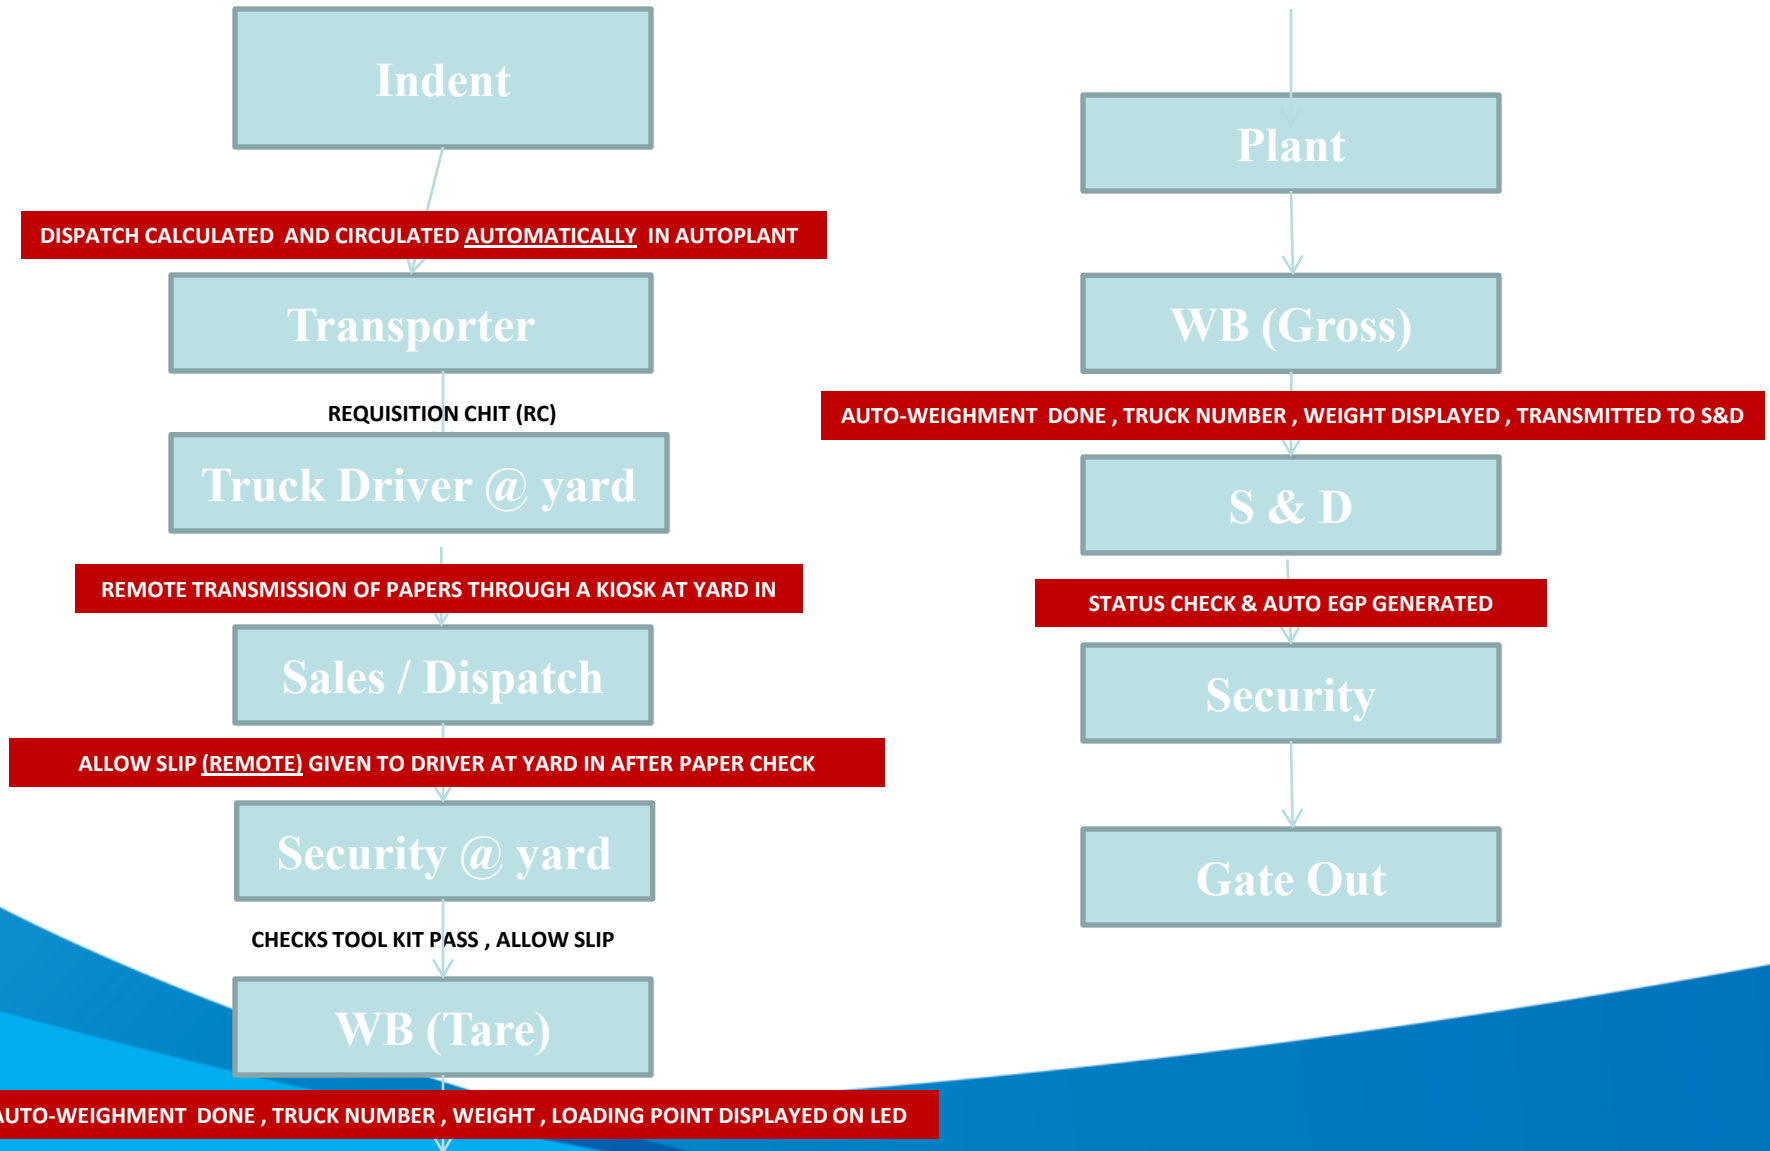 Indent
DISPATCH CALCULATED AND CIRCULATED AUTOMATICALLY IN AUTOPLANT
Transporter
REQUISITION CHIT (RC)
Truck Driver @ yard
REMOTE TRANSMISSION OF PAPERS THROUGH A KIOSK AT YARD IN
Sales / Dispatch
ALLOW SLIP (REMOTE) GIVEN TO DRIVER AT YARD IN AFTER PAPER CHECK
Security @ yard
CHECKS TOOL KIT PASS , ALLOW SLIP
WB (Tare)
AUTO-WEIGHMENT DONE , TRUCK NUMBER , WEIGHT , LOADING POINT DISPLAYED ON LED
Plant
WB (Gross)
AUTO-WEIGHMENT DONE , TRUCK NUMBER , WEIGHT DISPLAYED , TRANSMITTED TO S&D
S & D
STATUS CHECK & AUTO EGP GENERATED
Security
Gate Out